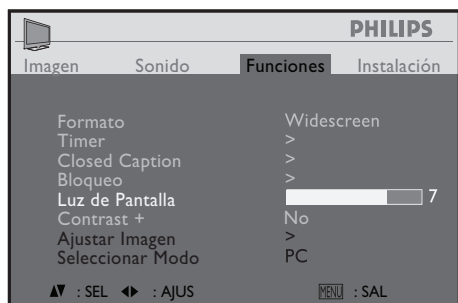 PHILIPS
Imagen Sonido Funciones Instalación
Formato Widescreen
Timer >
Closed Caption >
Bloqueo >
Luz de Pantalla 7
Contrast + No
Ajustar Imagen >
Seleccionar Modo PC
▲▼ : SEL ◀▶ : AJUS MENU : SAL